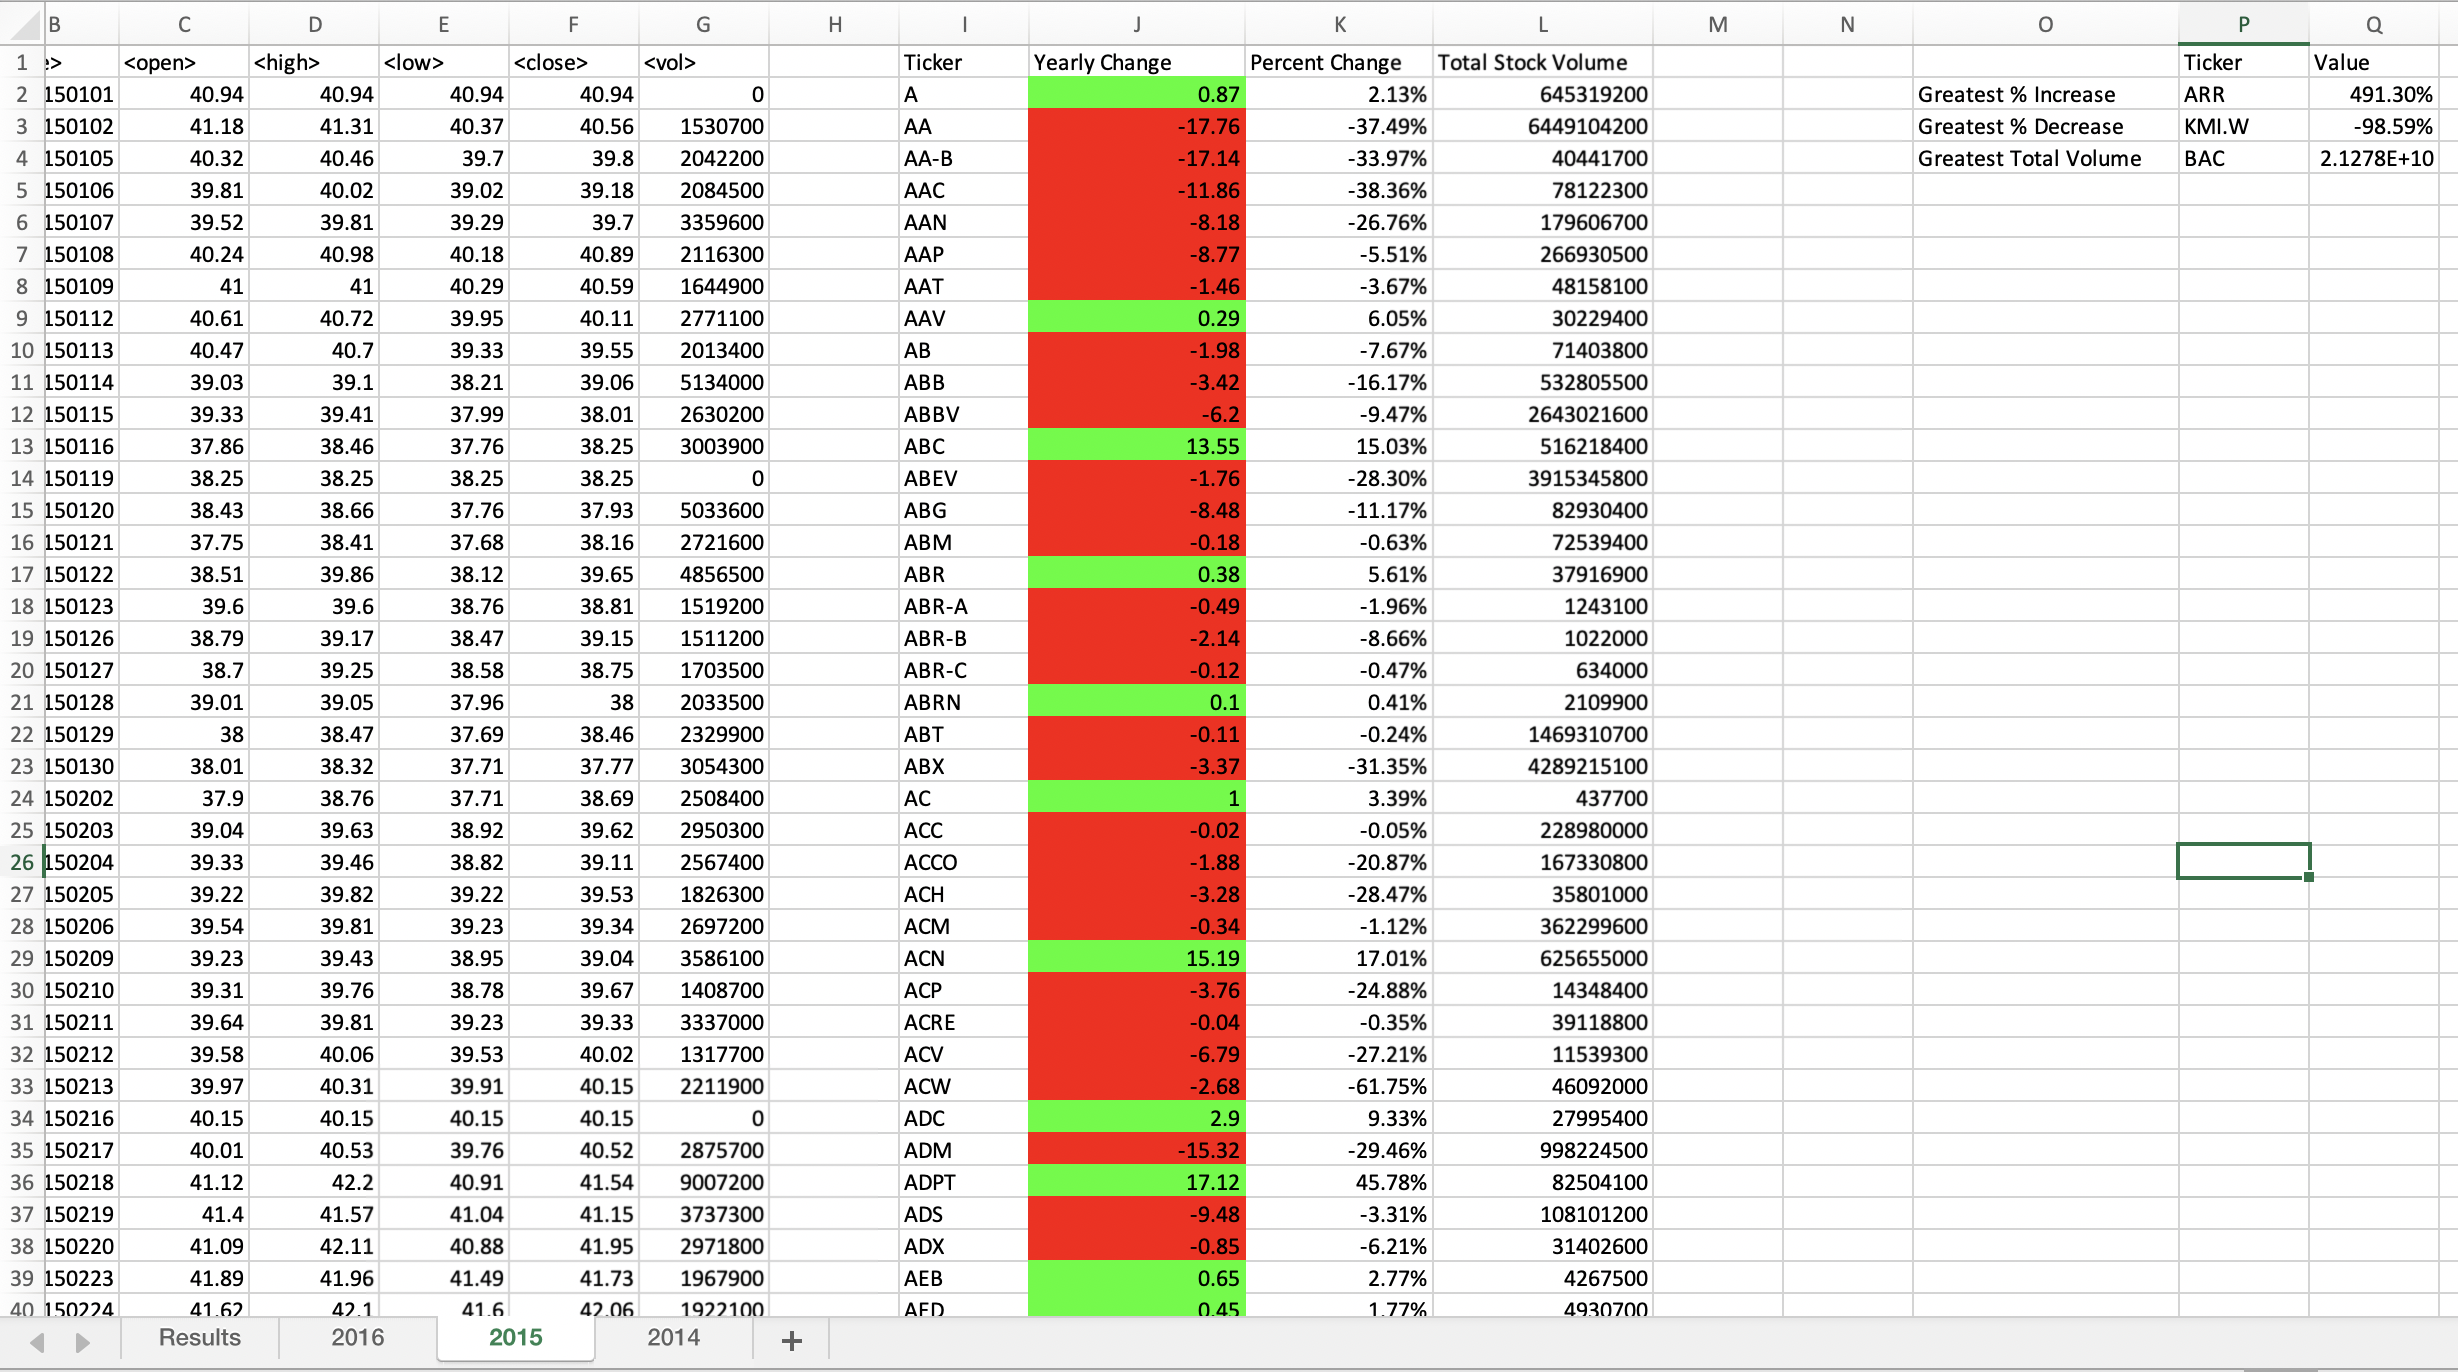 B C D E F G H I J K L M N O P Q
1 e> <open> <high> <low> <close> <vol> Ticker Yearly Change Percent Change Total Stock Volume Ticker Value
2 150101 40.94 40.94 40.94 40.94 0 A 0.87 2.13% 645319200 Greatest % Increase ARR 491.30%
3 150102 41.18 41.31 40.37 40.56 1530700 AA -17.76 -37.49% 6449104200 Greatest % Decrease KMI.W -98.59%
4 150105 40.32 40.46 39.7 39.8 2042200 AA-B -17.14 -33.97% 40441700 Greatest Total Volume BAC 2.1278E+10
5 150106 39.81 40.02 39.02 39.18 2084500 AAC -11.86 -38.36% 78122300
6 150107 39.52 39.81 39.29 39.7 3359600 AAN -8.18 -26.76% 179606700
7 150108 40.24 40.98 40.18 40.89 2116300 AAP -8.77 -5.51% 266930500
8 150109 41 41 40.29 40.59 1644900 AAT -1.46 -3.67% 48158100
9 150112 40.61 40.72 39.95 40.11 2771100 AAV 0.29 6.05% 30229400
10 150113 40.47 40.7 39.33 39.55 2013400 AB -1.98 -7.67% 71403800
11 150114 39.03 39.1 38.21 39.06 5134000 ABB -3.42 -16.17% 532805500
12 150115 39.33 39.41 37.99 38.01 2630200 ABBV -6.2 -9.47% 2643021600
13 150116 37.86 38.46 37.76 38.25 3003900 ABC 13.55 15.03% 516218400
14 150119 38.25 38.25 38.25 38.25 0 ABEV -1.76 -28.30% 3915345800
15 150120 38.43 38.66 37.76 37.93 5033600 ABG -8.48 -11.17% 82930400
16 150121 37.75 38.41 37.68 38.16 2721600 ABM -0.18 -0.63% 72539400
17 150122 38.51 39.86 38.12 39.65 4856500 ABR 0.38 5.61% 37916900
18 150123 39.6 39.6 38.76 38.81 1519200 ABR-A -0.49 -1.96% 1243100
19 150126 38.79 39.17 38.47 39.15 1511200 ABR-B -2.14 -8.66% 1022000
20 150127 38.7 39.25 38.58 38.75 1703500 ABR-C -0.12 -0.47% 634000
21 150128 39.01 39.05 37.96 38 2033500 ABRN 0.1 0.41% 2109900
22 150129 38 38.47 37.69 38.46 2329900 ABT -0.11 -0.24% 1469310700
23 150130 38.01 38.32 37.71 37.77 3054300 ABX -3.37 -31.35% 4289215100
24 150202 37.9 38.76 37.71 38.69 2508400 AC 1 3.39% 437700
25 150203 39.04 39.63 38.92 39.62 2950300 ACC -0.02 -0.05% 228980000
26 150204 39.33 39.46 38.82 39.11 2567400 ACCO -1.88 -20.87% 167330800
27 150205 39.22 39.82 39.22 39.53 1826300 ACH -3.28 -28.47% 35801000
28 150206 39.54 39.81 39.23 39.34 2697200 ACM -0.34 -1.12% 362299600
29 150209 39.23 39.43 38.95 39.04 3586100 ACN 15.19 17.01% 625655000
30 150210 39.31 39.76 38.78 39.67 1408700 ACP -3.76 -24.88% 14348400
31 150211 39.64 39.81 39.23 39.33 3337000 ACRE -0.04 -0.35% 39118800
32 150212 39.58 40.06 39.53 40.02 1317700 ACV -6.79 -27.21% 11539300
33 150213 39.97 40.31 39.91 40.15 2211900 ACW -2.68 -61.75% 46092000
34 150216 40.15 40.15 40.15 40.15 0 ADC 2.9 9.33% 27995400
35 150217 40.01 40.53 39.76 40.52 2875700 ADM -15.32 -29.46% 998224500
36 150218 41.12 42.2 40.91 41.54 9007200 ADPT 17.12 45.78% 82504100
37 150219 41.4 41.57 41.04 41.15 3737300 ADS -9.48 -3.31% 108101200
38 150220 41.09 42.11 40.88 41.95 2971800 ADX -0.85 -6.21% 31402600
39 150223 41.89 41.96 41.49 41.73 1967900 AEB 0.65 2.77% 4267500
40 150224 41.62 42.1 41.6 42.06 1922100 AED 0.45 1.77% 4930700
Results 2016 2015 2014 +